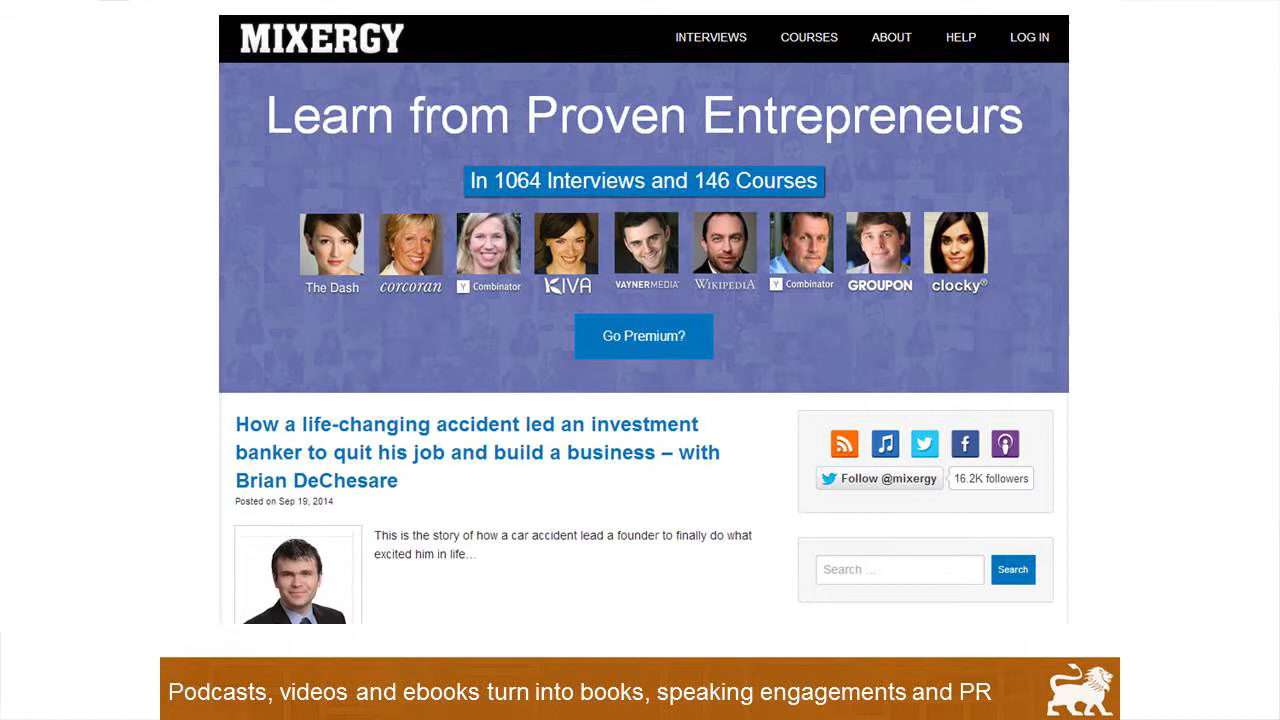 MIXERGY
INTERVIEWS COURSES ABOUT HELP LOG IN
Learn from Proven Entrepreneurs
In 1064 Interviews and 146 Courses
The Dash corcoran Y Combinator KIVA VAYNERMEDIA WIKIPEDIA Y Combinator GROUPON clocky®
Go Premium?
How a life-changing accident led an investment
banker to quit his job and build a business – with
Brian DeChesare
Posted on Sep 19, 2014
This is the story of how a car accident lead a founder to finally do what
excited him in life…
Follow @mixergy 16.2K followers
Search … Search
Podcasts, videos and ebooks turn into books, speaking engagements and PR